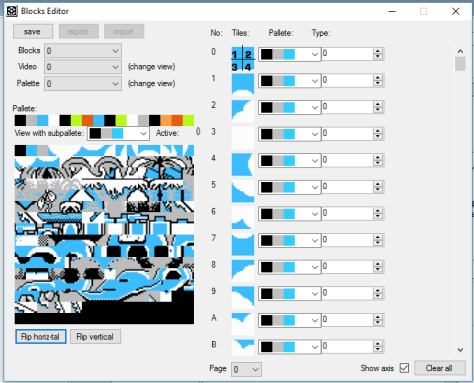 Blocks Editor
save export import
Blocks 0
Video 0 (change view)
Palette 0 (change view)
Pallete:
View with subpallete: Active: 0
Flip horiz-tal Flip vertical
No: Tiles: Pallete: Type:
0 1 2 3 4 0
1 0
2 0
3 0
4 0
5 0
6 0
7 0
8 0
9 0
A 0
B 0
Page 0 Show axis Clear all